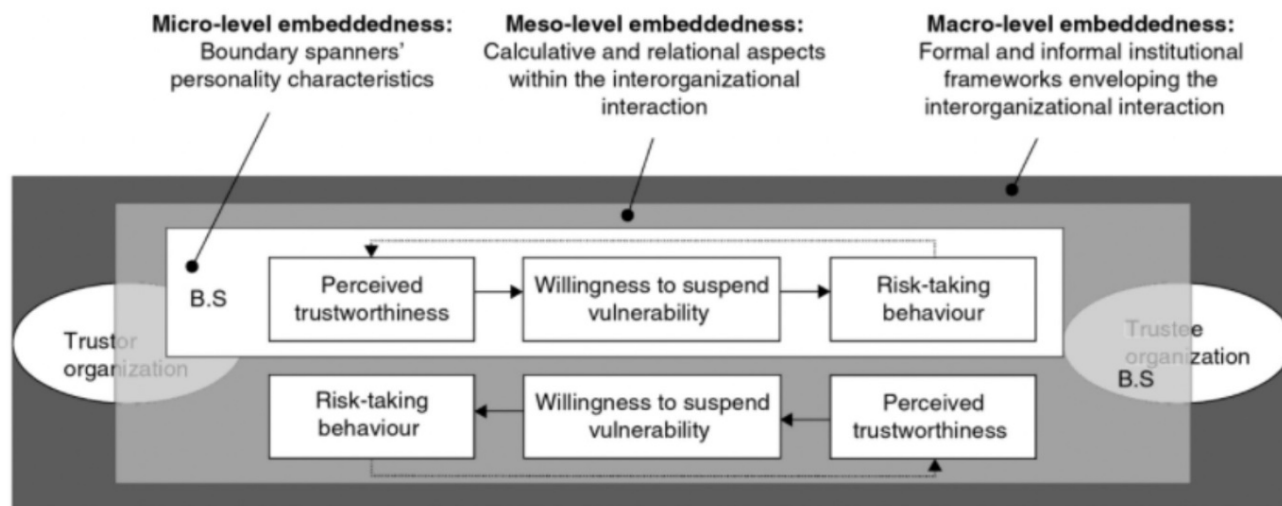 Micro-level embeddedness:
Boundary spanners'
personality characteristics
Meso-level embeddedness:
Calculative and relational aspects
within the interorganizational
interaction
Macro-level embeddedness:
Formal and informal institutional
frameworks enveloping the
interorganizational interaction
B.S
Perceived
trustworthiness
Willingness to suspend
vulnerability
Risk-taking
behaviour
Trustor
organization
Trustee
organization
B.S
Risk-taking
behaviour
Willingness to suspend
vulnerability
Perceived
trustworthiness